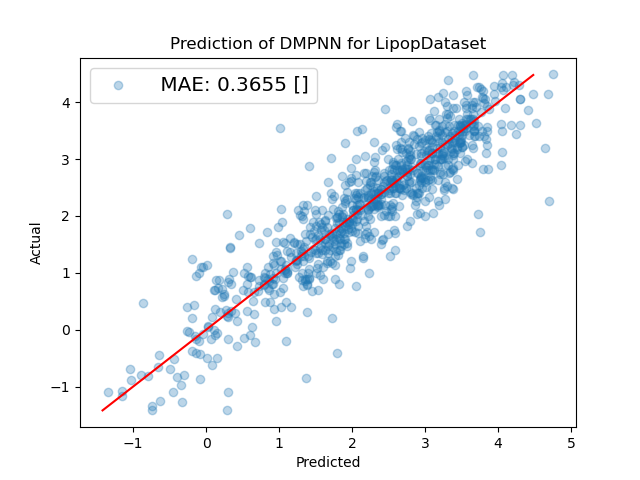 Prediction of DMPNN for LipopDataset
MAE: 0.3655 []
Actual
4
3
2
1
0
−1
−1 0 1 2 3 4 5
Predicted